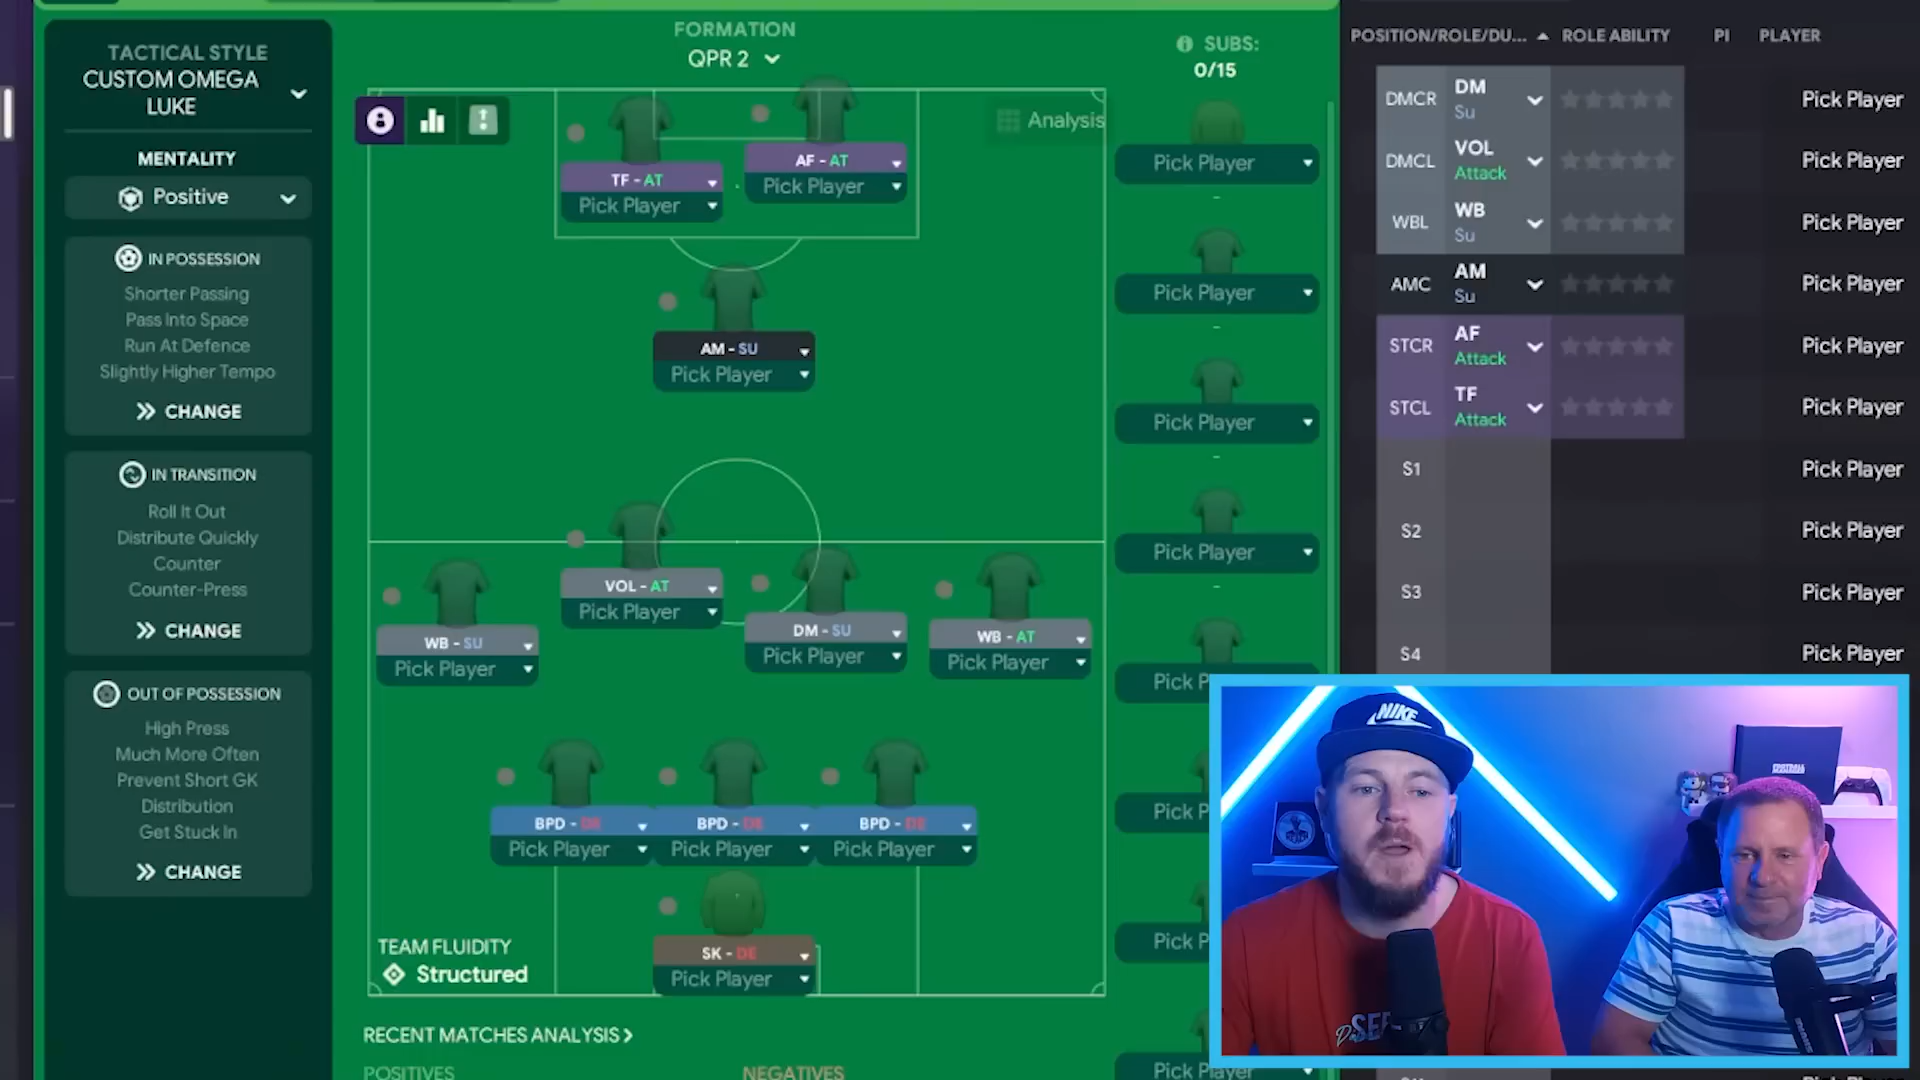 TACTICAL STYLE
CUSTOM OMEGA
LUKE
MENTALITY
Positive
IN POSSESSION
Shorter Passing
Pass Into Space
Run At Defence
Slightly Higher Tempo
CHANGE
IN TRANSITION
Roll It Out
Distribute Quickly
Counter
Counter-Press
CHANGE
OUT OF POSSESSION
High Press
Much More Often
Prevent Short GK
Distribution
Get Stuck In
CHANGE
FORMATION
QPR 2
Analysis
TF - AT
Pick Player
AF - AT
Pick Player
AM - SU
Pick Player
VOL - AT
Pick Player
WB - SU
Pick Player
DM - SU
Pick Player
WB - AT
Pick Player
BPD - DE
Pick Player
BPD - DE
Pick Player
BPD - DE
Pick Player
SK - DE
Pick Player
TEAM FLUIDITY
Structured
RECENT MATCHES ANALYSIS
POSITIVES
NEGATIVES
SUBS:
0/15
Pick Player
Pick Player
Pick Player
Pick Player
Pick P
Pick P
Pick P
Pick Player
POSITION/ROLE/DU... ROLE ABILITY PI PLAYER
DMCR DM Su Pick Player
DMCL VOL Attack Pick Player
WBL WB Su Pick Player
AMC AM Su Pick Player
STCR AF Attack Pick Player
STCL TF Attack Pick Player
S1 Pick Player
S2 Pick Player
S3 Pick Player
S4 Pick Player
NIKE